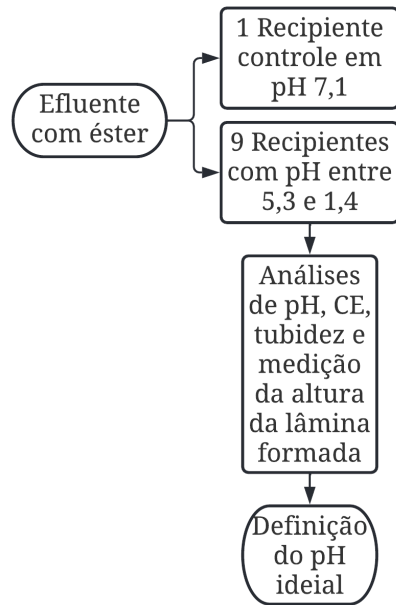 Efluente
com éster
1 Recipiente
controle em
pH 7,1
9 Recipientes
com pH entre
5,3 e 1,4
Análises
de pH, CE,
tubidez e
medição
da altura
da lâmina
formada
Definição
do pH
ideial